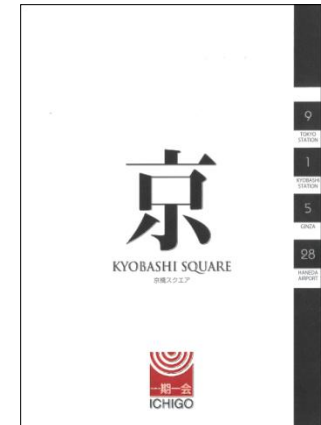 京
KYOBASHI SQUARE
京橋スクエア
一期一会
ICHIGO
9
TOKYO
STATION
1
KYOBASHI
STATION
5
GINZA
28
HANEDA
AIRPORT